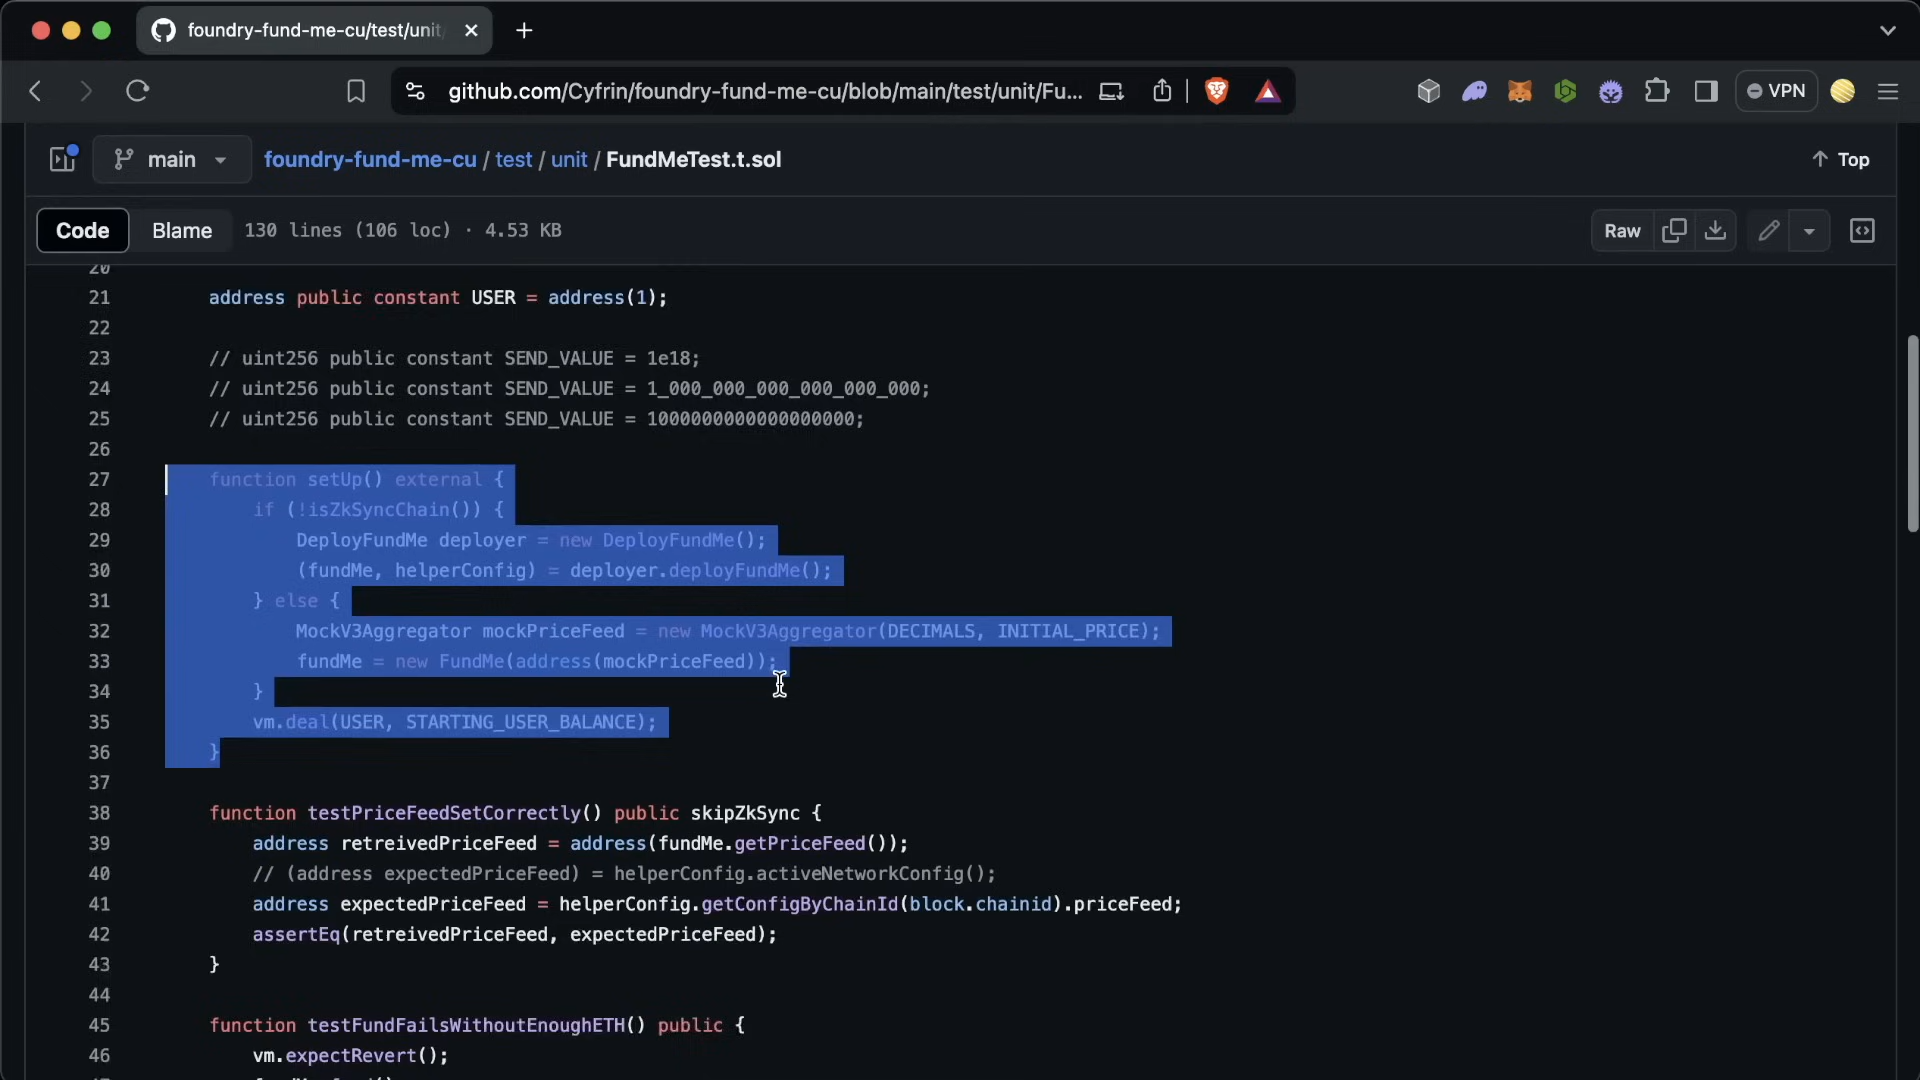 foundry-fund-me-cu/test/unit
github.com/Cyfrin/foundry-fund-me-cu/blob/main/test/unit/Fu...
VPN
main
foundry-fund-me-cu / test / unit / FundMeTest.t.sol
Top
Code
Blame
130 lines (106 loc) · 4.53 KB
Raw
20
21 address public constant USER = address(1);
22
23 // uint256 public constant SEND_VALUE = 1e18;
24 // uint256 public constant SEND_VALUE = 1_000_000_000_000_000_000;
25 // uint256 public constant SEND_VALUE = 1000000000000000000;
26
27 function setUp() external {
28 if (!isZkSyncChain()) {
29 DeployFundMe deployer = new DeployFundMe();
30 (fundMe, helperConfig) = deployer.deployFundMe();
31 } else {
32 MockV3Aggregator mockPriceFeed = new MockV3Aggregator(DECIMALS, INITIAL_PRICE);
33 fundMe = new FundMe(address(mockPriceFeed));
34 }
35 vm.deal(USER, STARTING_USER_BALANCE);
36 }
37
38 function testPriceFeedSetCorrectly() public skipZkSync {
39 address retreivedPriceFeed = address(fundMe.getPriceFeed());
40 // (address expectedPriceFeed) = helperConfig.activeNetworkConfig();
41 address expectedPriceFeed = helperConfig.getConfigByChainId(block.chainid).priceFeed;
42 assertEq(retreivedPriceFeed, expectedPriceFeed);
43 }
44
45 function testFundFailsWithoutEnoughETH() public {
46 vm.expectRevert();